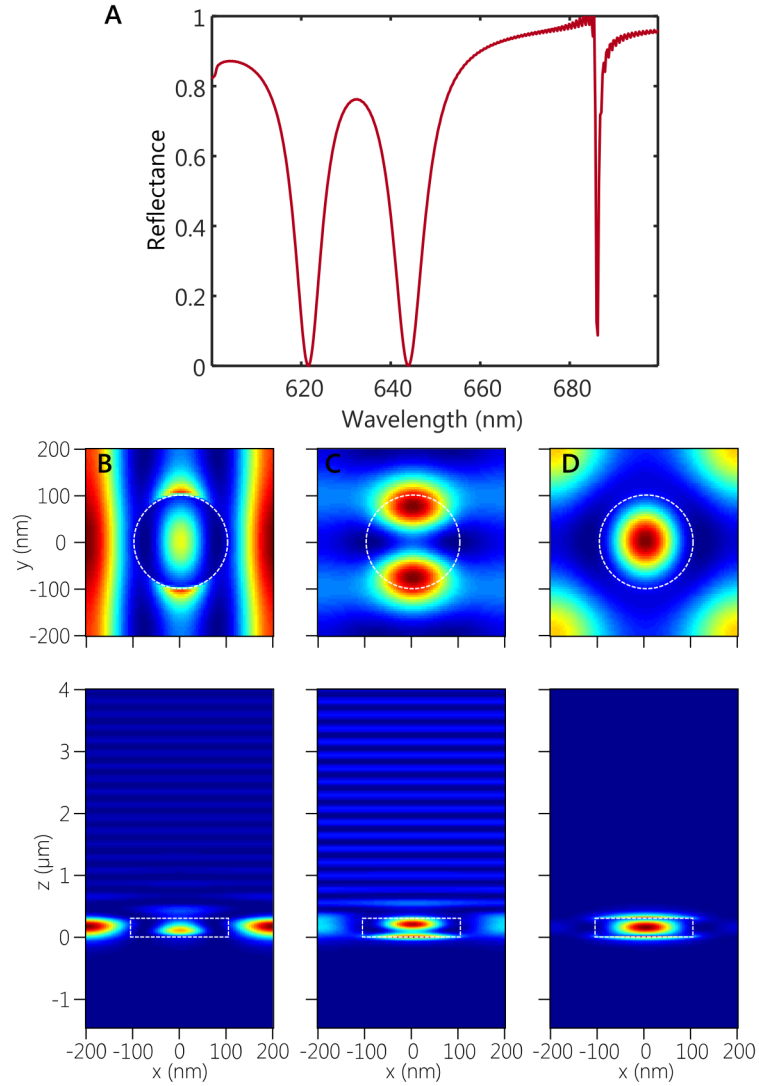 A
1
0.8
0.6
0.4
0.2
0
Reflectance
620 640 660 680
Wavelength (nm)
B C D
200
100
0
-100
-200
y (nm)
4
3
2
1
0
-1
z (µm)
-200 -100 0 100 200 -200 -100 0 100 200 -200 -100 0 100 200
x (nm) x (nm) x (nm)